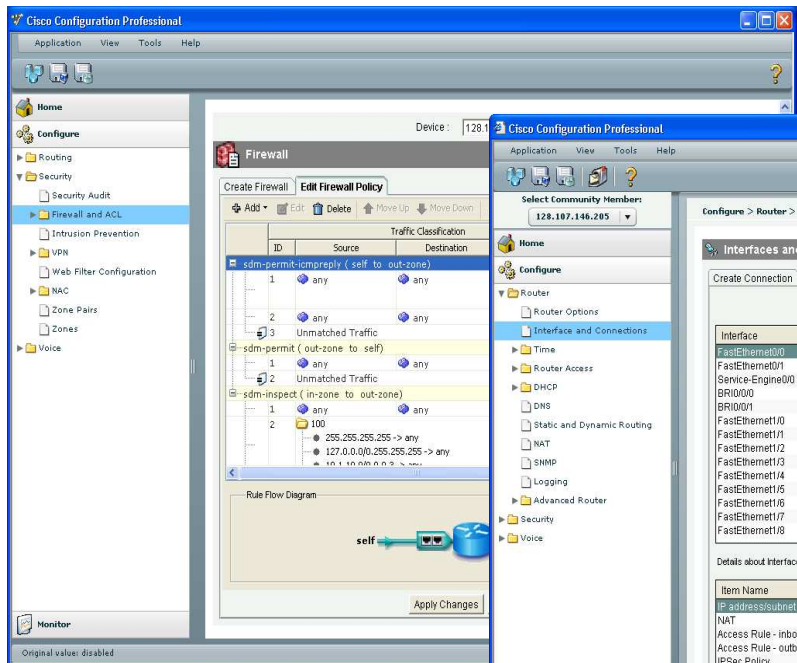 Cisco Configuration Professional
Application View Tools Help
Home
Configure
Routing
Security
Security Audit
Firewall and ACL
Intrusion Prevention
VPN
Web Filter Configuration
NAC
Zone Pairs
Zones
Voice
Monitor
Original value: disabled
Device :
Firewall
Create Firewall Edit Firewall Policy
Add Edit Delete Move Up Move Down
Traffic Classification
ID Source Destination
sdm-permit-icmpreply ( self to out-zone)
1 any any
2 any any
3 Unmatched Traffic
sdm-permit ( out-zone to self)
1 any any
2 Unmatched Traffic
sdm-inspect ( in-zone to out-zone)
1 any any
2 100
255.255.255.255 -> any
127.0.0.0/0.255.255.255 -> any
Rule Flow Diagram
self
Apply Changes
Cisco Configuration Professional
Application View Tools Help
Select Community Member:
128.107.146.205
Home
Configure
Router
Router Options
Interface and Connections
Time
Router Access
DHCP
DNS
Static and Dynamic Routing
NAT
SNMP
Logging
Advanced Router
Security
Voice
Configure > Router >
Interfaces an
Create Connection
Interface
FastEthernet0/0
FastEthernet0/1
Service-Engine0/0
BRI0/0/0
BRI0/0/1
FastEthernet1/0
FastEthernet1/1
FastEthernet1/2
FastEthernet1/3
FastEthernet1/4
FastEthernet1/5
FastEthernet1/6
FastEthernet1/7
FastEthernet1/8
Details about Interfac
Item Name
IP address/subnet
NAT
Access Rule - inbo
Access Rule - outb
IPSec Policy